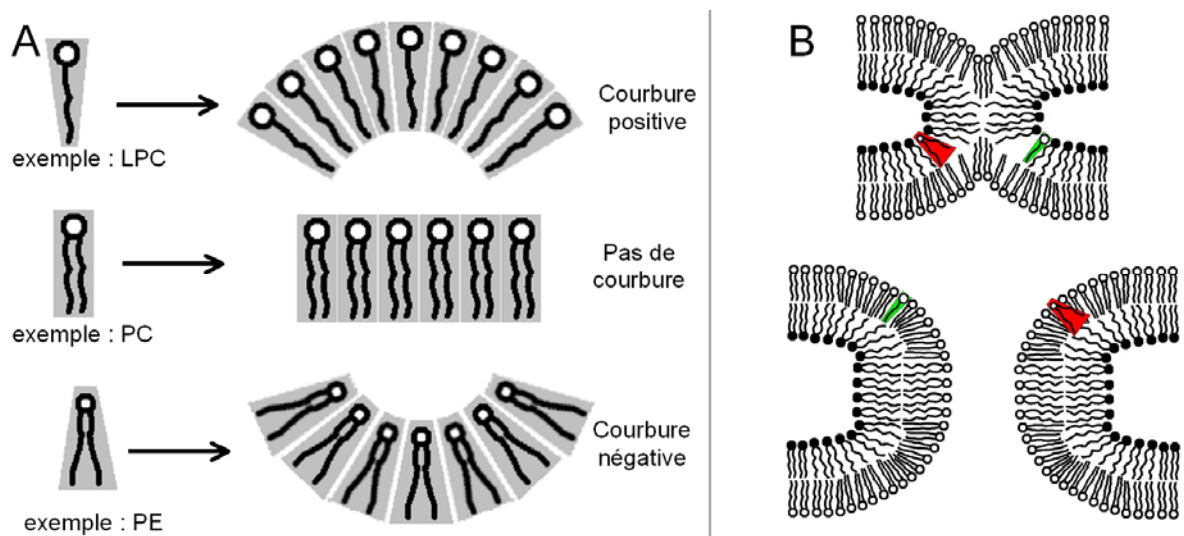 A
B
exemple : LPC
Courbure
positive
exemple : PC
Pas de
courbure
exemple : PE
Courbure
négative